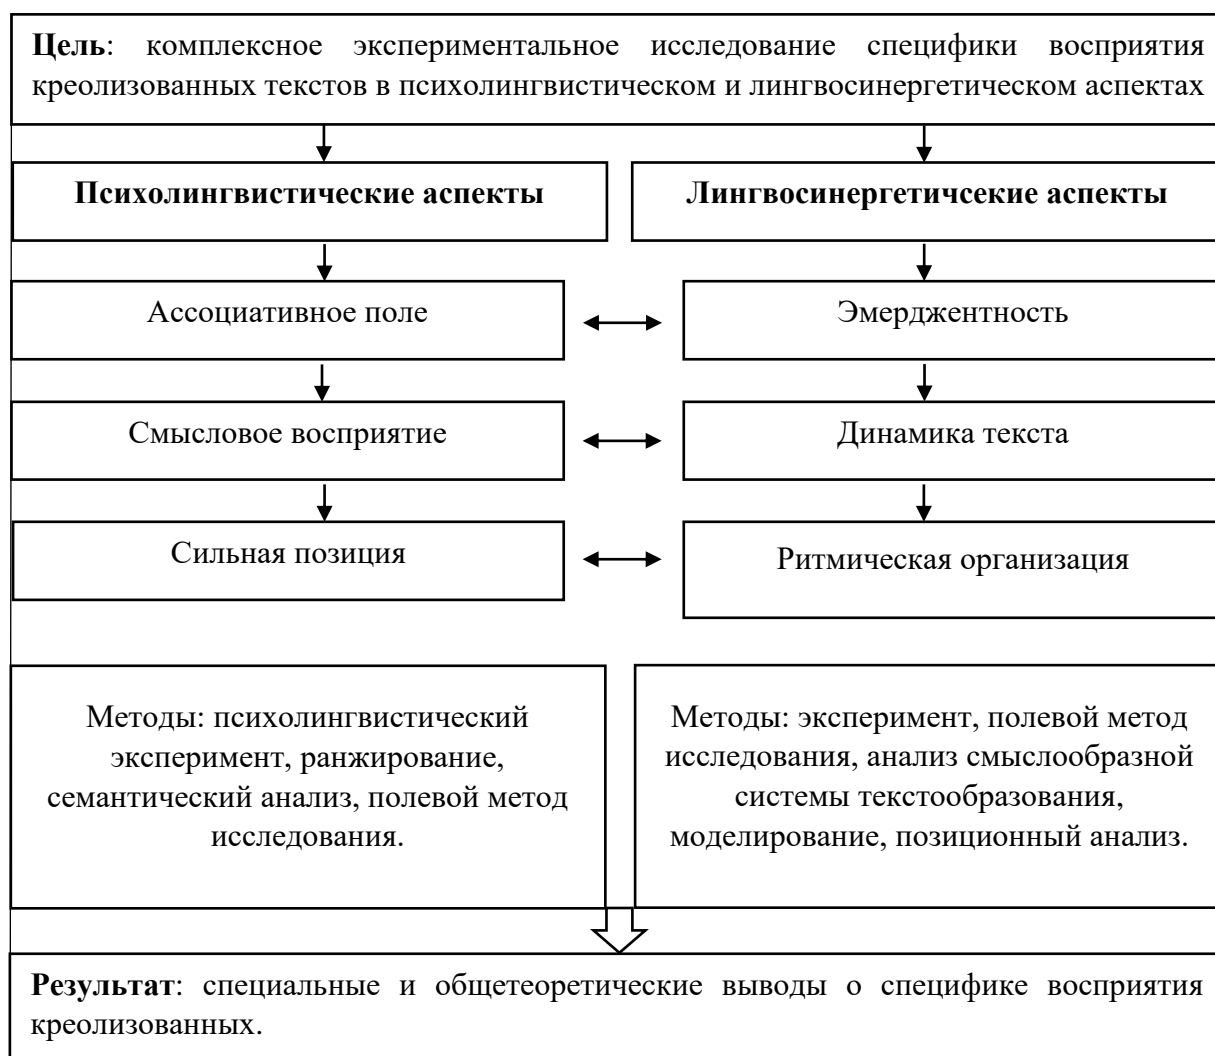 Цель: комплексное экспериментальное исследование специфики восприятия
креолизованных текстов в психолингвистическом и лингвосинергетическом аспектах
Психолингвистические аспекты
Лингвосинергетичсекие аспекты
Ассоциативное поле
Эмерджентность
Смысловое восприятие
Динамика текста
Сильная позиция
Ритмическая организация
Методы: психолингвистический
эксперимент, ранжирование,
семантический анализ, полевой метод
исследования.
Методы: эксперимент, полевой метод
исследования, анализ смыслообразной
системы текстообразования,
моделирование, позиционный анализ.
Результат: специальные и общетеоретические выводы о специфике восприятия
креолизованных.